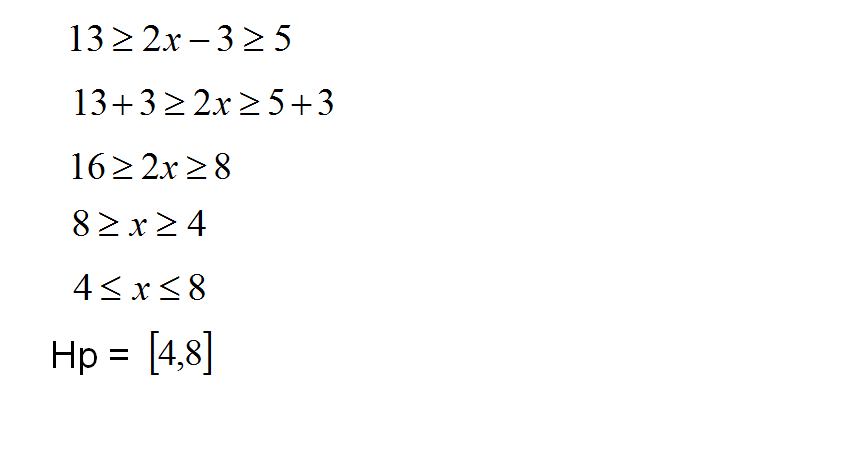 13 ≥ 2x − 3 ≥ 5
13 + 3 ≥ 2x ≥ 5 + 3
16 ≥ 2x ≥ 8
8 ≥ x ≥ 4
4 ≤ x ≤ 8
Hp = [4,8]